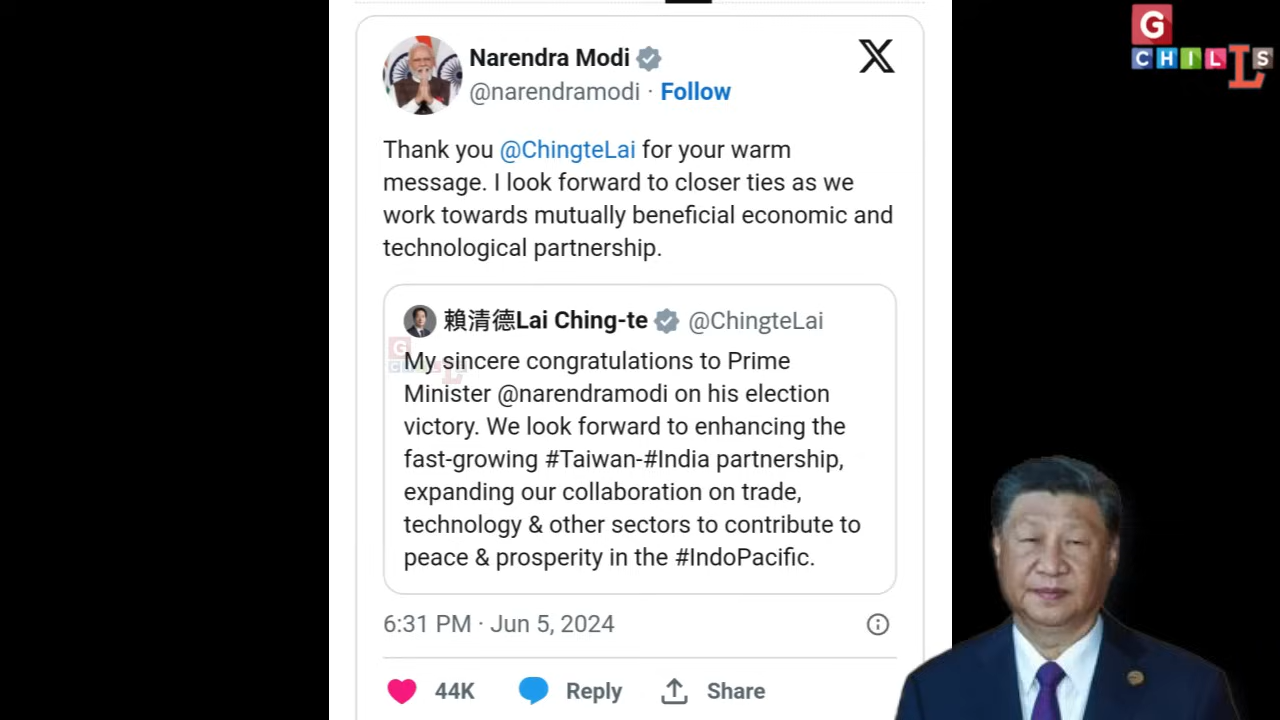 G
CHILLS
Narendra Modi
@narendramodi · Follow
Thank you @ChingteLai for your warm
message. I look forward to closer ties as we
work towards mutually beneficial economic and
technological partnership.
賴清德Lai Ching-te @ChingteLai
My sincere congratulations to Prime
Minister @narendramodi on his election
victory. We look forward to enhancing the
fast-growing #Taiwan-#India partnership,
expanding our collaboration on trade,
technology & other sectors to contribute to
peace & prosperity in the #IndoPacific.
6:31 PM · Jun 5, 2024
44K Reply Share